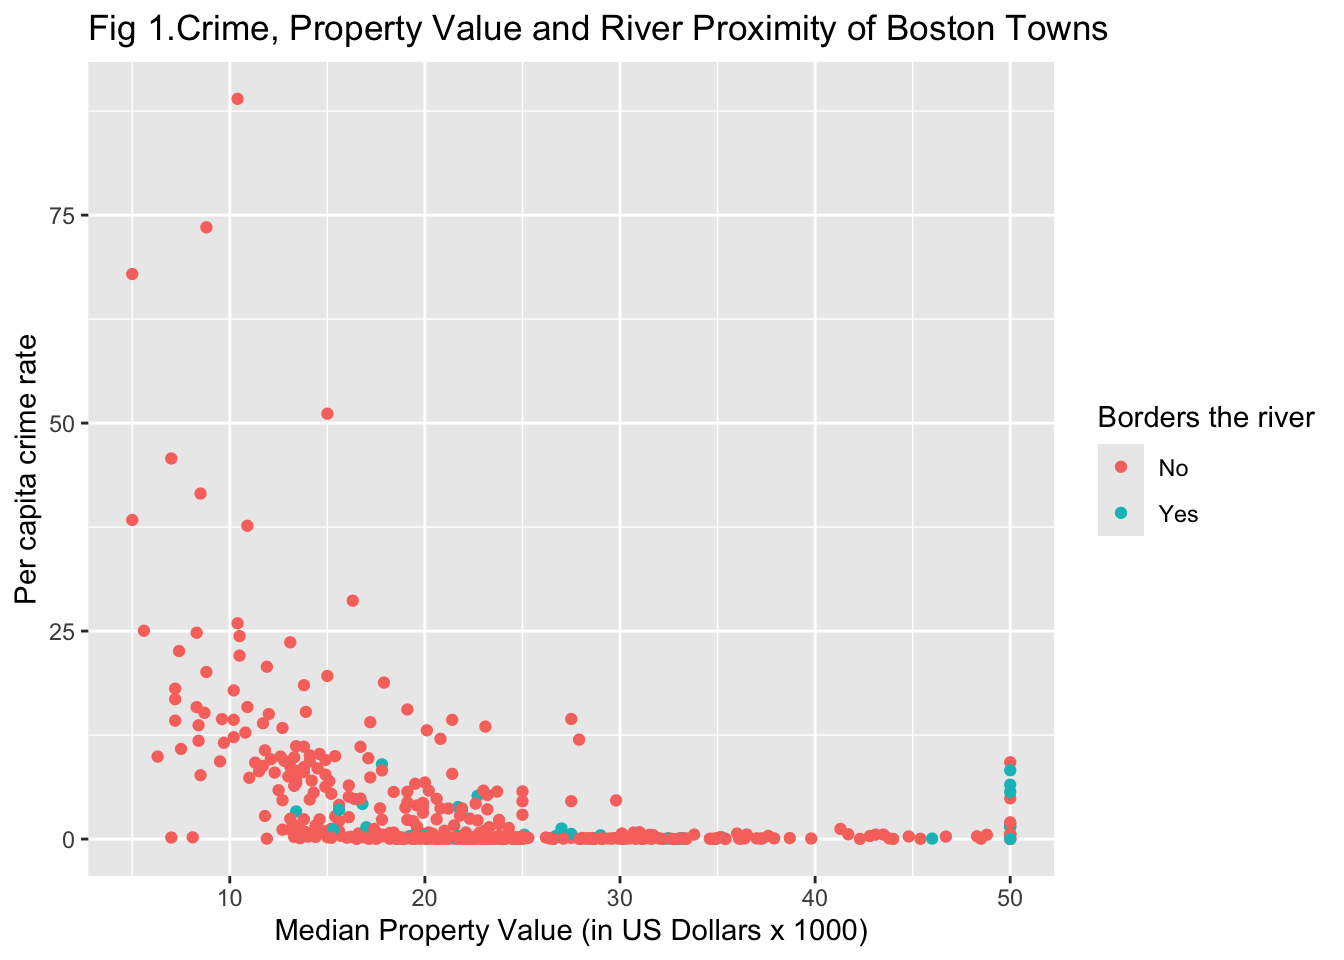 Fig 1.Crime, Property Value and River Proximity of Boston Towns
Per capita crime rate
75
50
25
0
10 20 30 40 50
Median Property Value (in US Dollars x 1000)
Borders the river
No
Yes